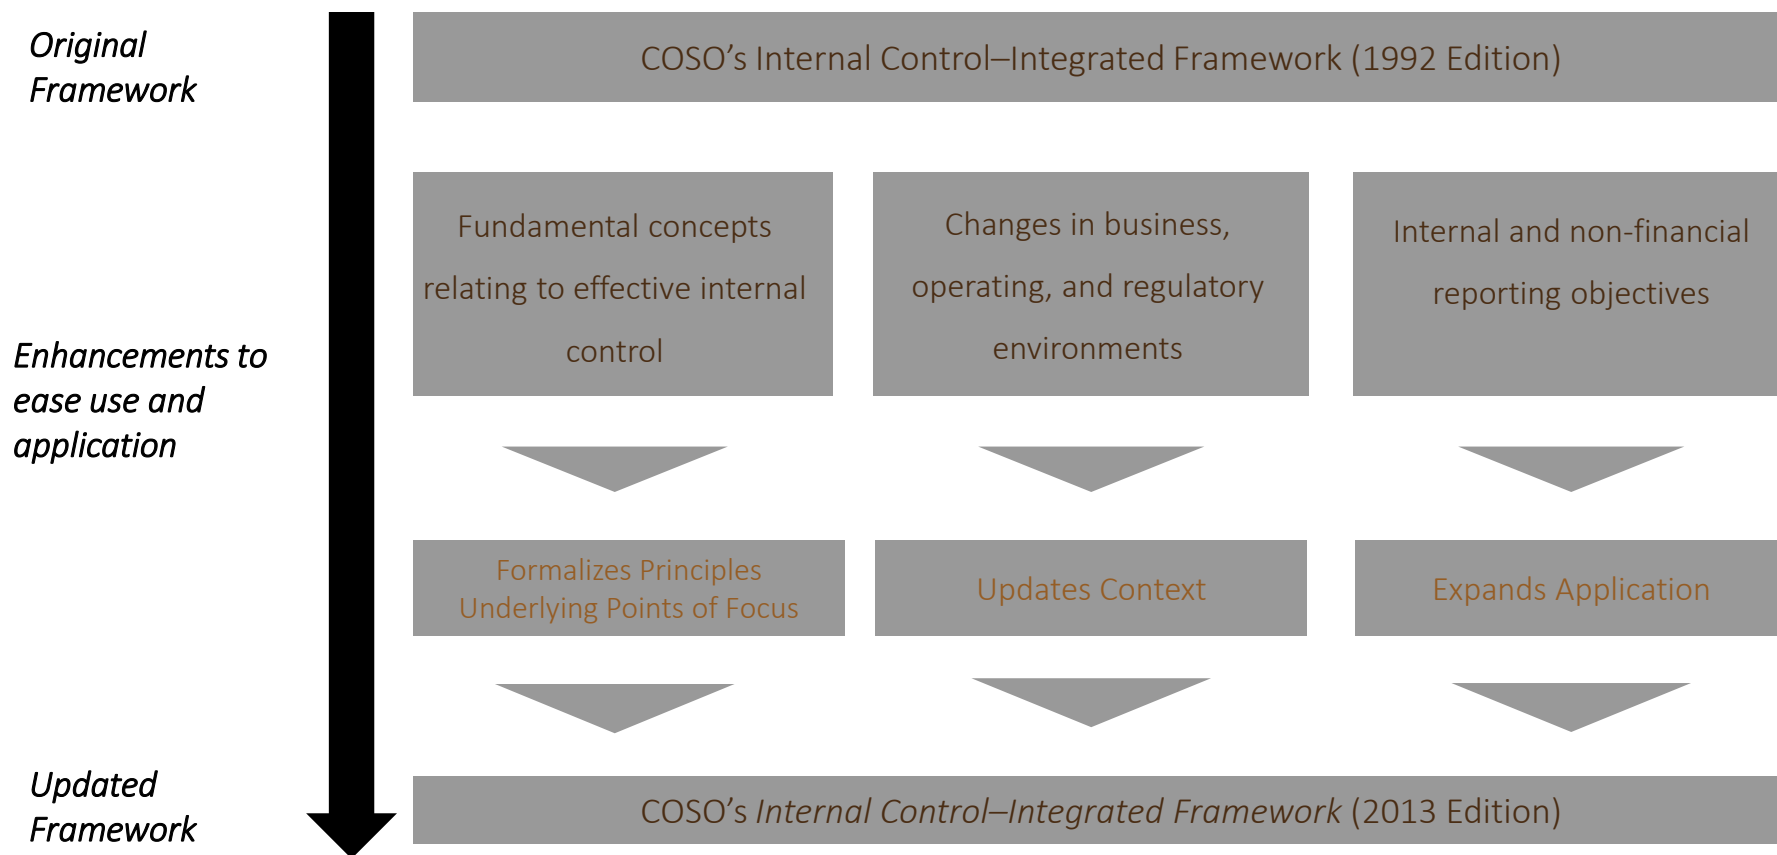 Original
Framework
COSO’s Internal Control–Integrated Framework (1992 Edition)
Fundamental concepts
relating to effective internal
control
Changes in business,
operating, and regulatory
environments
Internal and non-financial
reporting objectives
Enhancements to
ease use and
application
Formalizes Principles
Underlying Points of Focus
Updates Context
Expands Application
Updated
Framework
COSO’s Internal Control–Integrated Framework (2013 Edition)